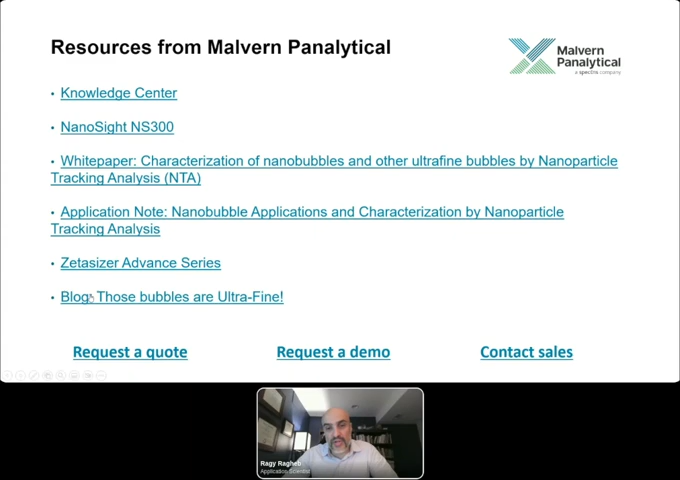 Resources from Malvern Panalytical
Malvern
Panalytical
a spectris company
• Knowledge Center
• NanoSight NS300
• Whitepaper: Characterization of nanobubbles and other ultrafine bubbles by Nanoparticle
Tracking Analysis (NTA)
• Application Note: Nanobubble Applications and Characterization by Nanoparticle
Tracking Analysis
• Zetasizer Advance Series
• Blog: Those bubbles are Ultra-Fine!
Request a quote
Request a demo
Contact sales
Ragy Ragheb
Application Scientist